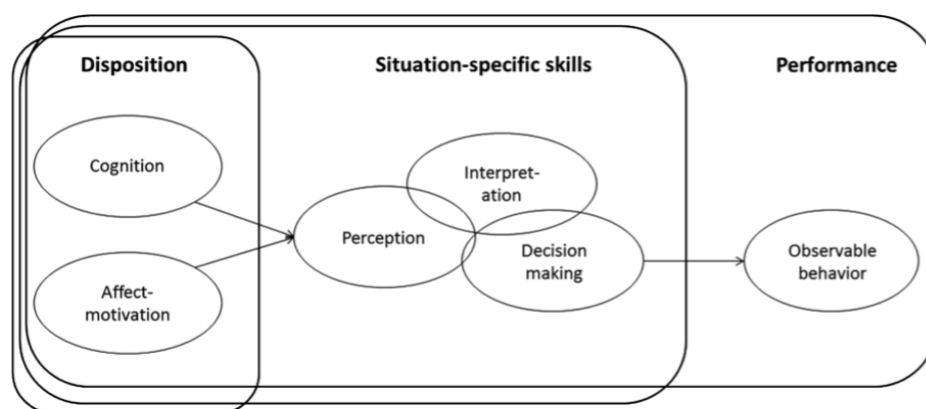 Disposition
Situation-specific skills
Performance
Cognition
Affect-
motivation
Perception
Interpret-
ation
Decision
making
Observable
behavior